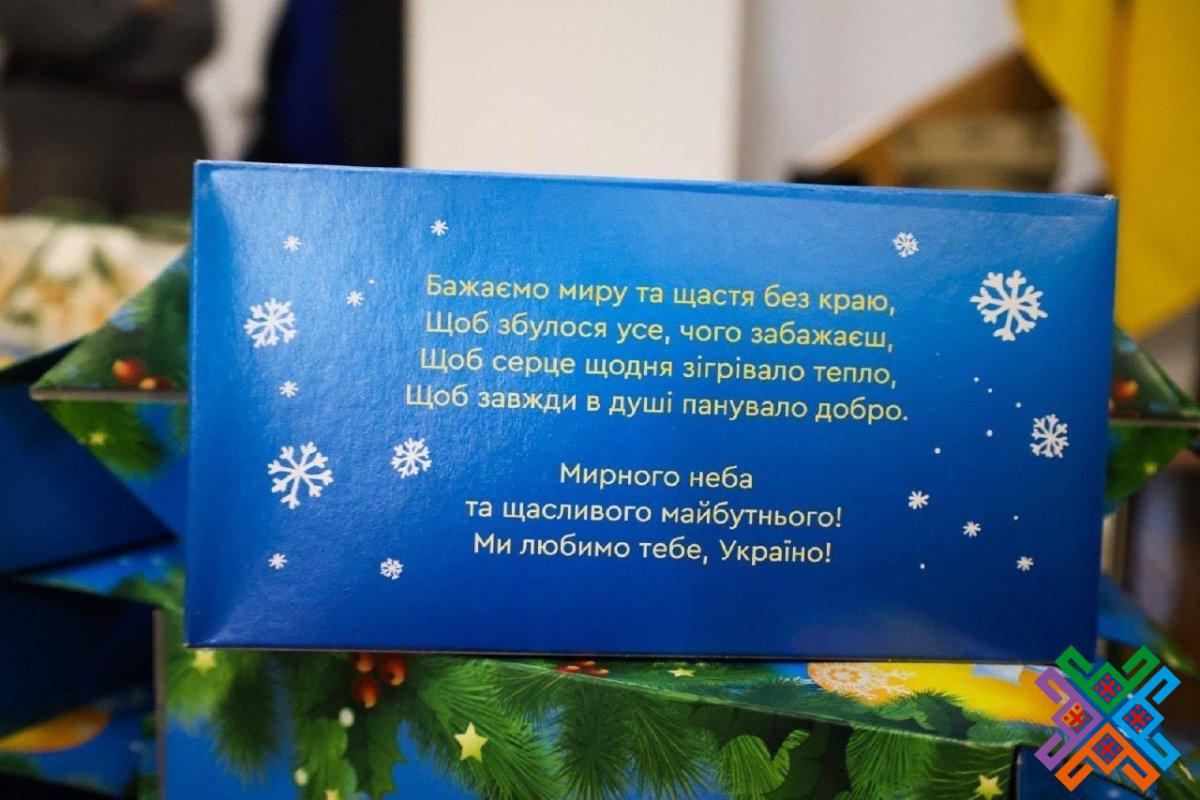 Бажаємо миру та щастя без краю,
Щоб збулося усе, чого забажаєш,
Щоб серце щодня зігрівало тепло,
Щоб завжди в душі панувало добро.
Мирного неба
та щасливого майбутнього!
Ми любимо тебе, Україно!